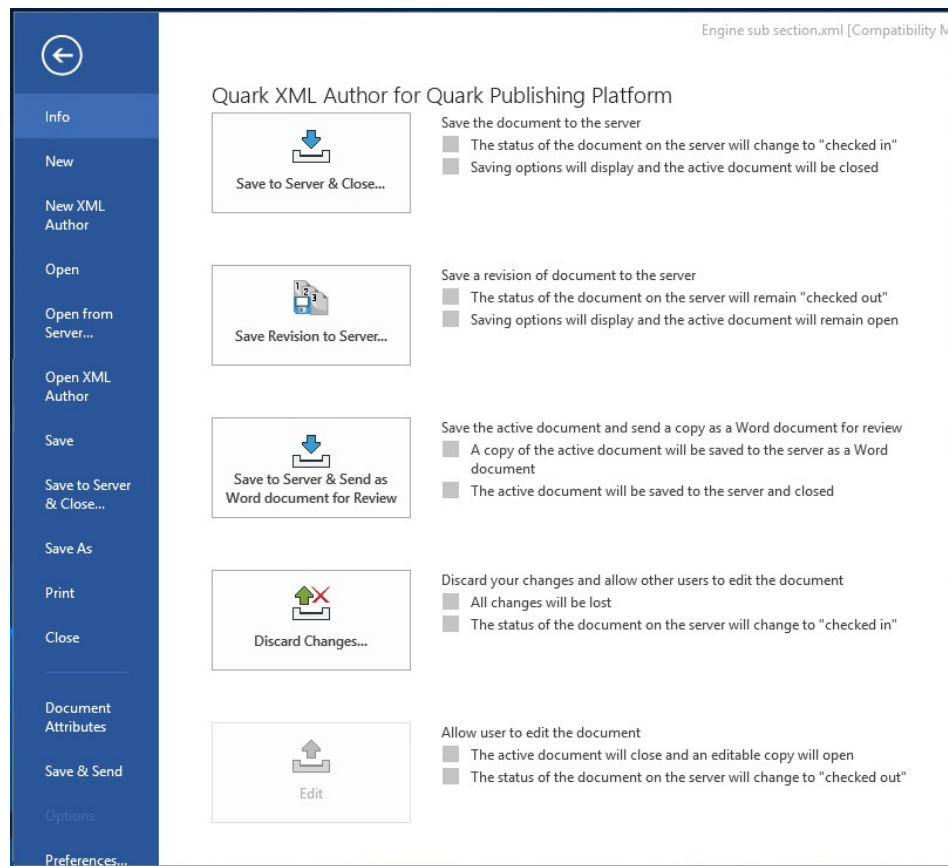 Engine sub section.xml [Compatibility M
Info
New
New XML
Author
Open
Open from
Server...
Open XML
Author
Save
Save to Server
& Close...
Save As
Print
Close
Document
Attributes
Save & Send
Options
Preferences...
Quark XML Author for Quark Publishing Platform
Save to Server & Close...
Save the document to the server
The status of the document on the server will change to "checked in"
Saving options will display and the active document will be closed
1 2 3
Save Revision to Server...
Save a revision of document to the server
The status of the document on the server will remain "checked out"
Saving options will display and the active document will remain open
Save to Server & Send as
Word document for Review
Save the active document and send a copy as a Word document for review
A copy of the active document will be saved to the server as a Word
document
The active document will be saved to the server and closed
Discard Changes...
Discard your changes and allow other users to edit the document
All changes will be lost
The status of the document on the server will change to "checked in"
Edit
Allow user to edit the document
The active document will close and an editable copy will open
The status of the document on the server will change to "checked out"